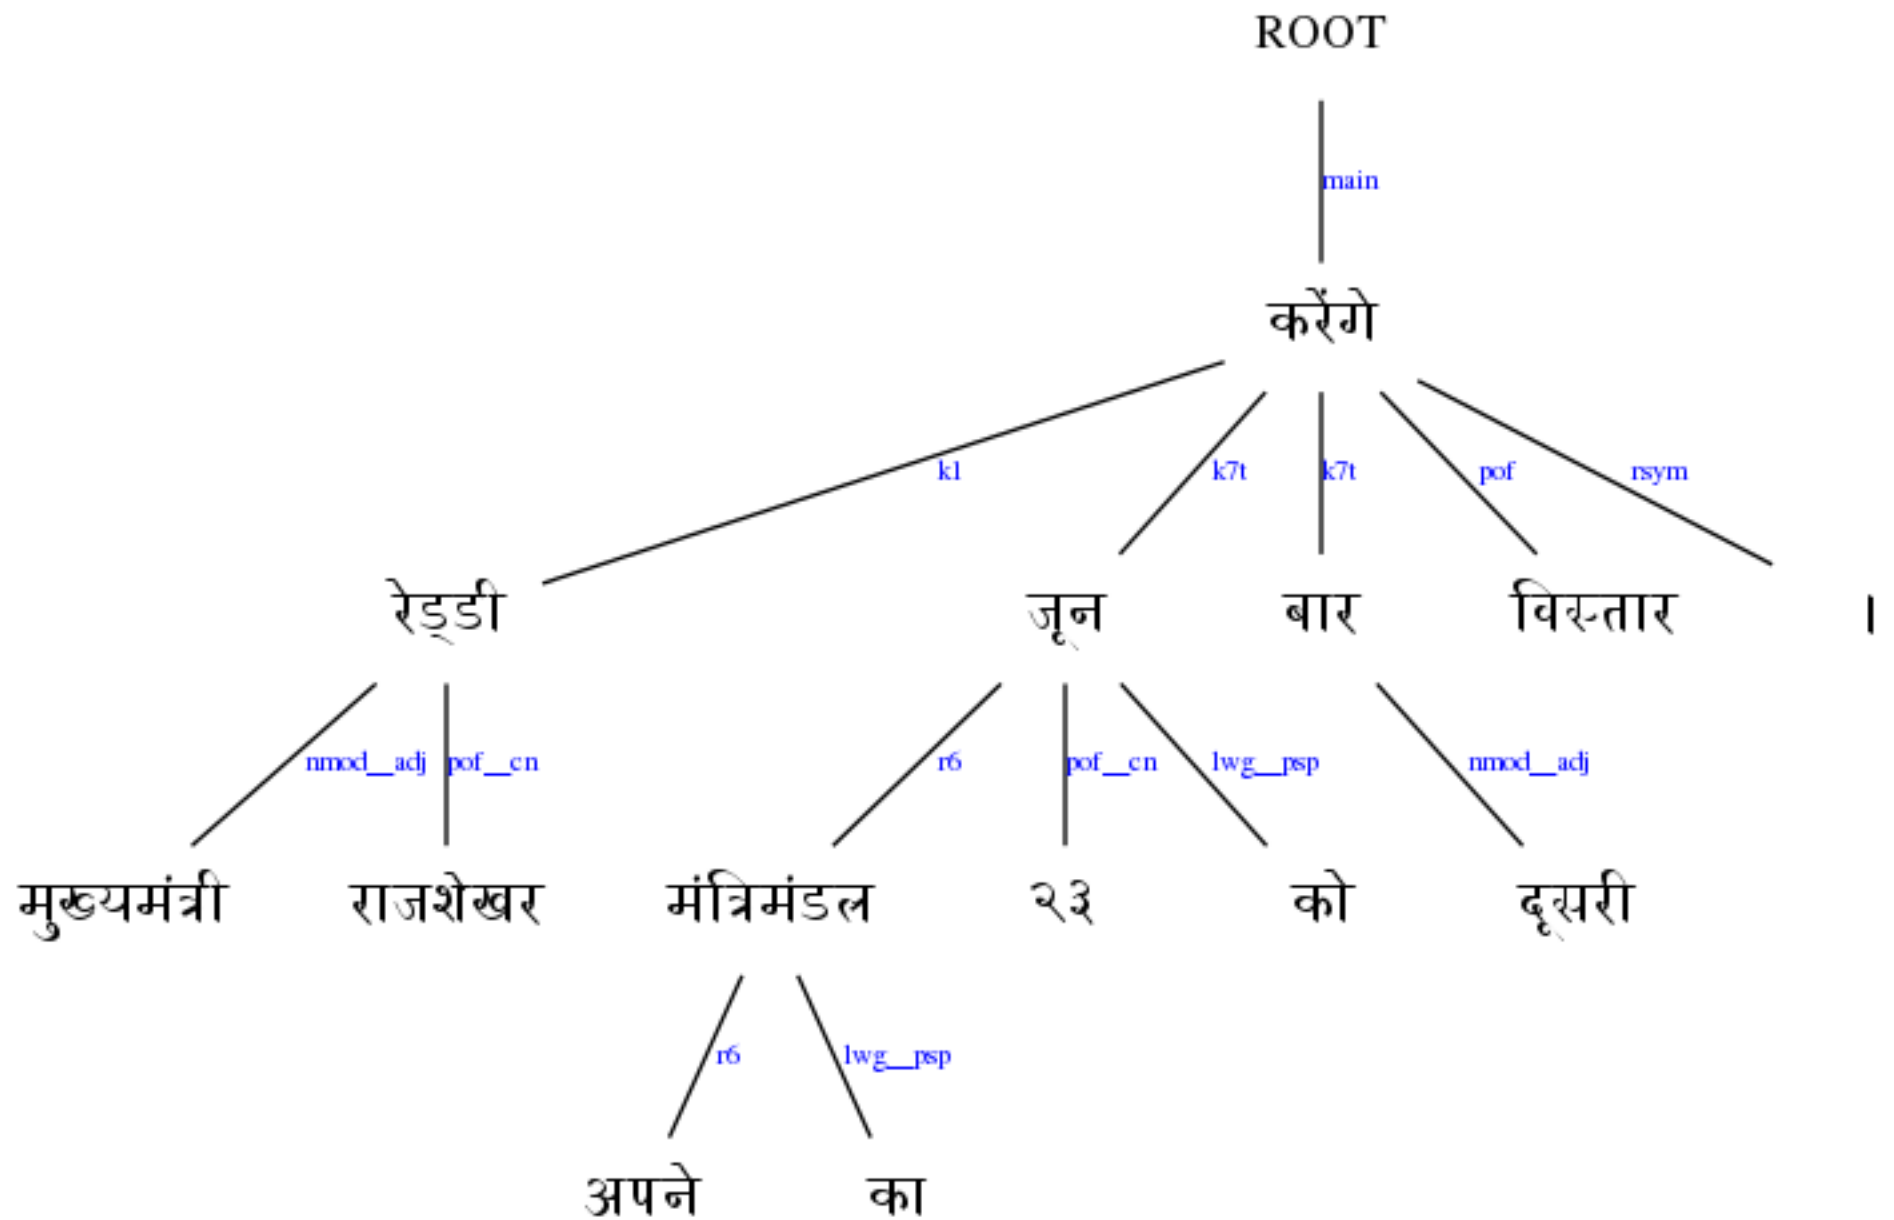 ROOT
main
करेंगे
k1 k7t k7t pof rsym
रेड्डी जून बार विस्तार ।
nmod__adj pof__cn r6 pof__cn lwg__psp nmod__adj
मुख्यमंत्री राजशेखर मंत्रिमंडल २३ को दूसरी
r6 lwg__psp
अपने का